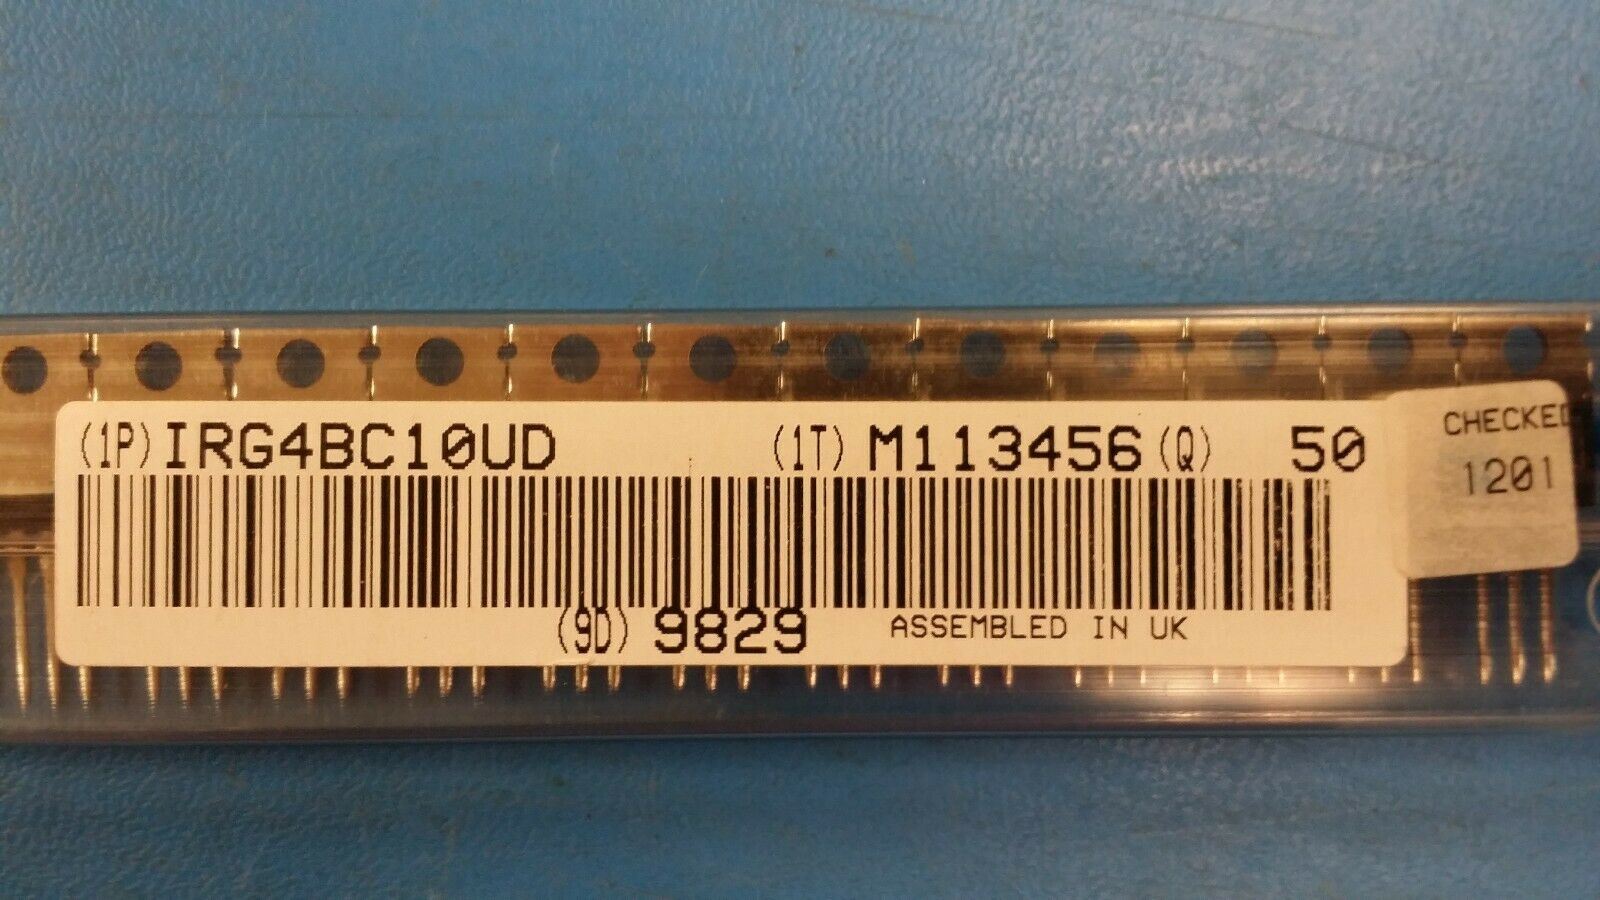 (1P) IRG4BC10UD (1T) M113456 (Q) 50
(9D) 9829 ASSEMBLED IN UK
CHECKED
1201